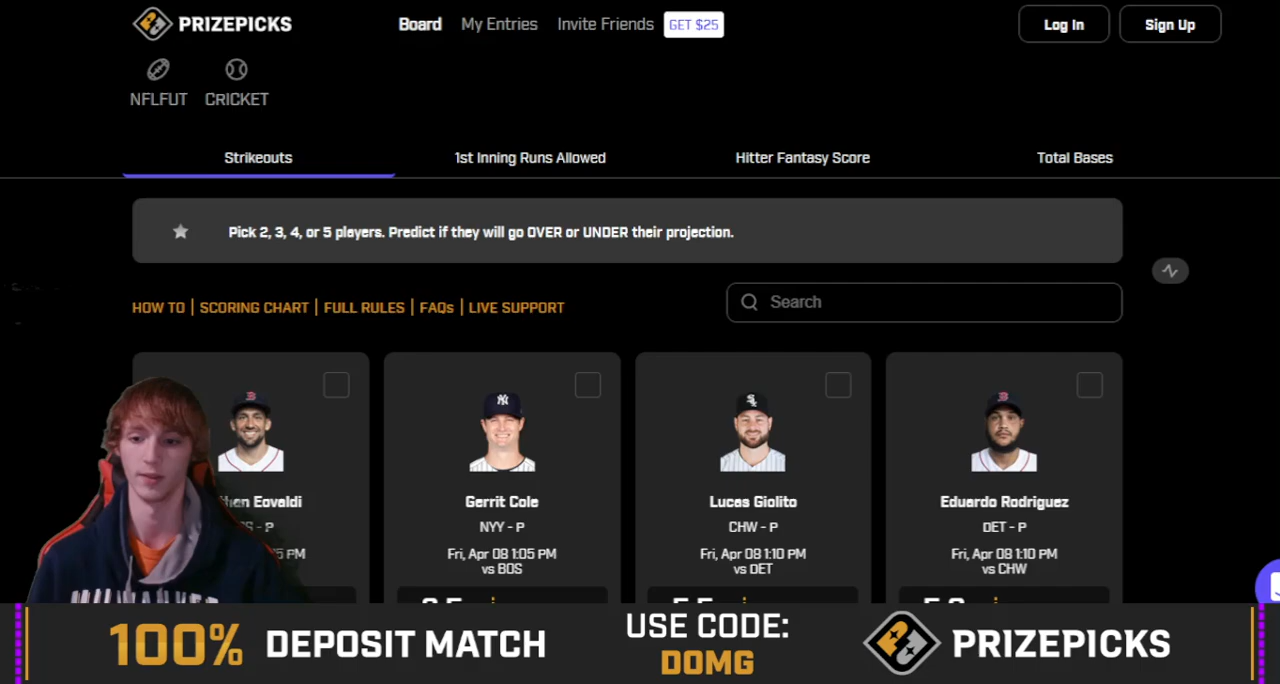 PRIZEPICKS
Board
My Entries
Invite Friends
GET $25
Log In
Sign Up
NFLFUT
CRICKET
Strikeouts
1st Inning Runs Allowed
Hitter Fantasy Score
Total Bases
Pick 2, 3, 4, or 5 players. Predict if they will go OVER or UNDER their projection.
HOW TO | SCORING CHART | FULL RULES | FAQs | LIVE SUPPORT
Search
Eovaldi
- P
PM
Gerrit Cole
NYY - P
Fri, Apr 08 1:05 PM
vs BOS
Lucas Giolito
CHW - P
Fri, Apr 08 1:10 PM
vs DET
Eduardo Rodriguez
DET - P
Fri, Apr 08 1:10 PM
vs CHW
100% DEPOSIT MATCH
USE CODE:
DOMG
PRIZEPICKS